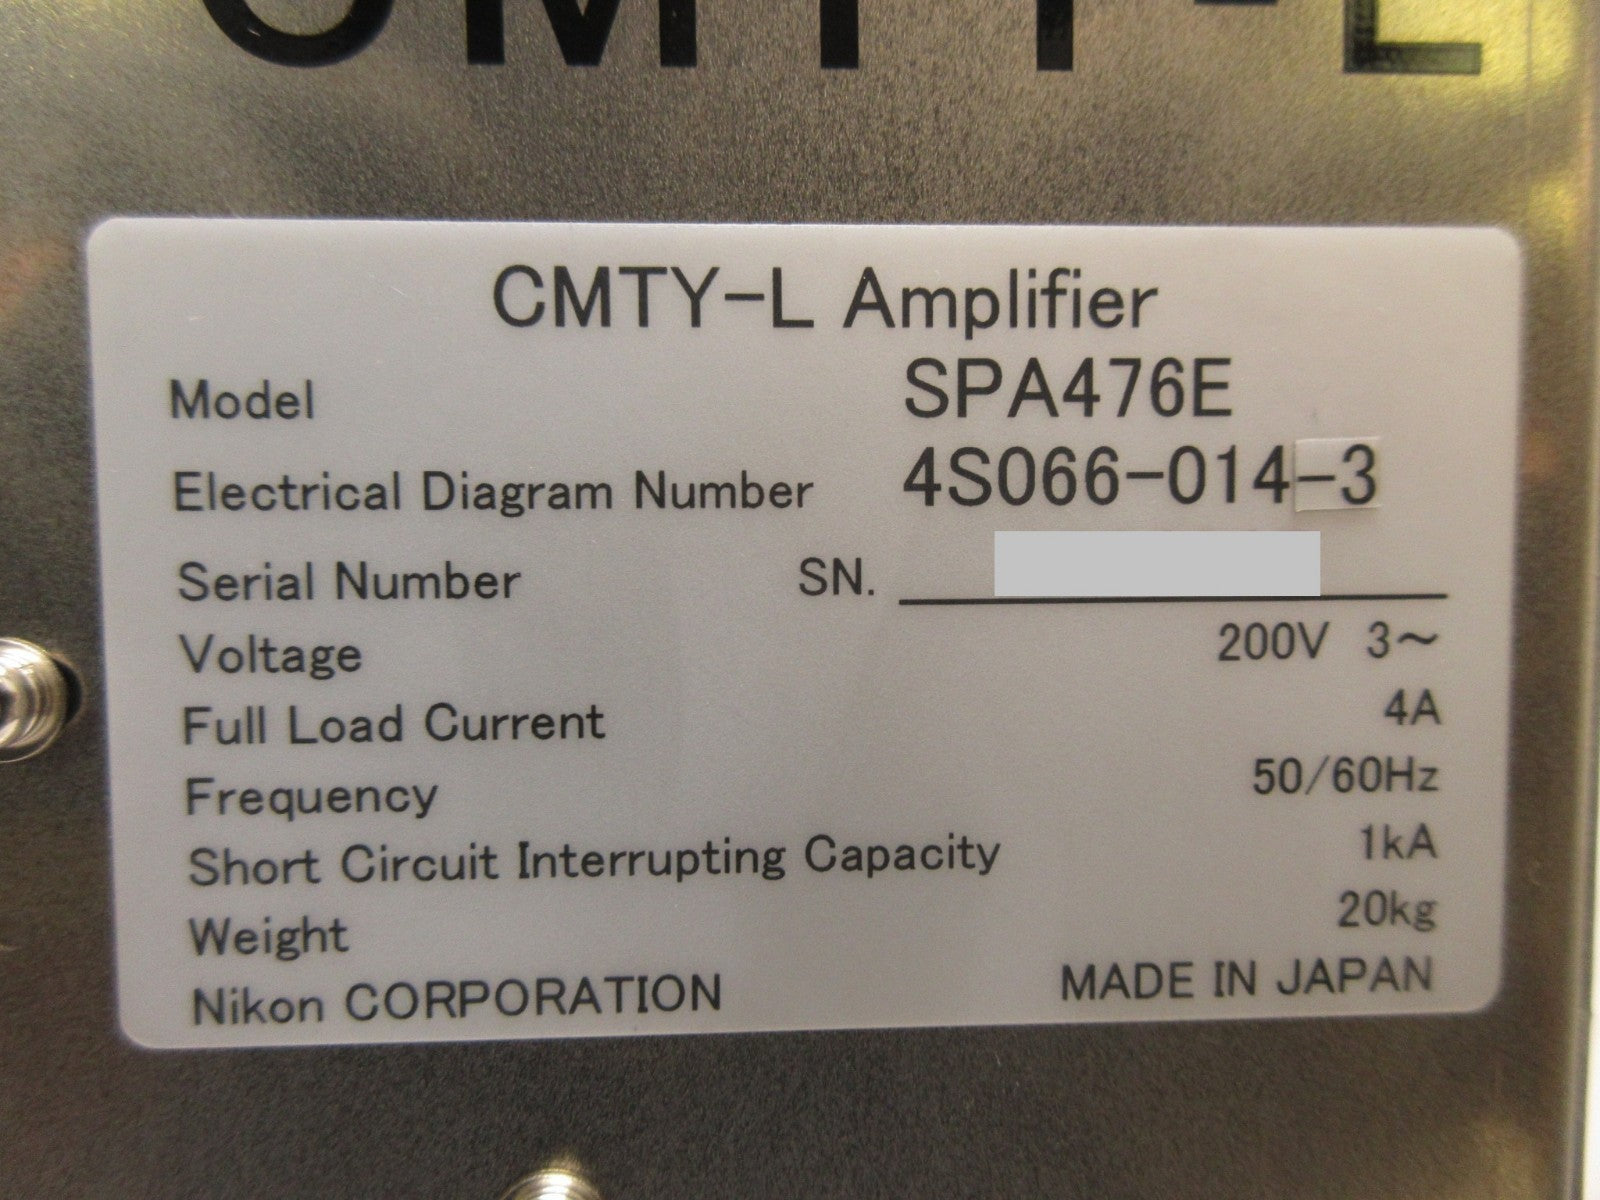 CMTY-L
CMTY-L Amplifier
Model SPA476E
Electrical Diagram Number 4S066-014-3
Serial Number SN.
Voltage 200V 3~
Full Load Current 4A
Frequency 50/60Hz
Short Circuit Interrupting Capacity 1kA
Weight 20kg
Nikon CORPORATION MADE IN JAPAN